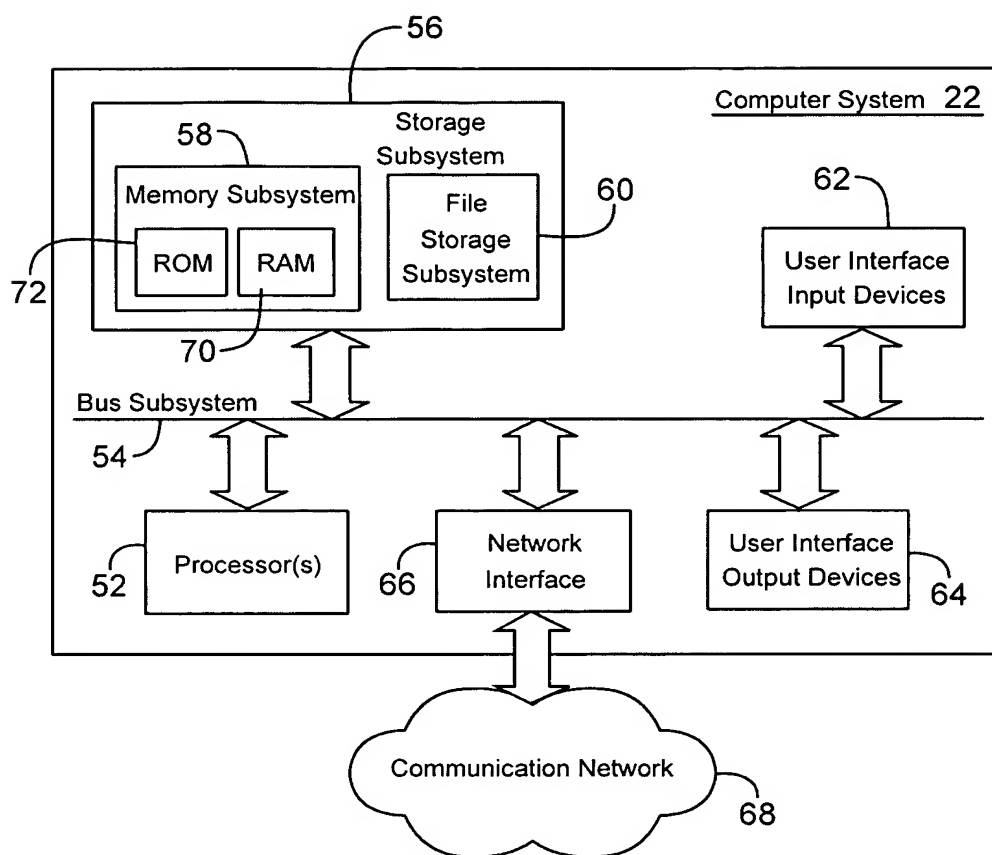 56
Computer System 22
Storage
Subsystem
58
Memory Subsystem
ROM
RAM
72
70
File
Storage
Subsystem
60
62
User Interface
Input Devices
Bus Subsystem
54
Processor(s)
52
Network
Interface
66
User Interface
Output Devices
64
Communication Network
68